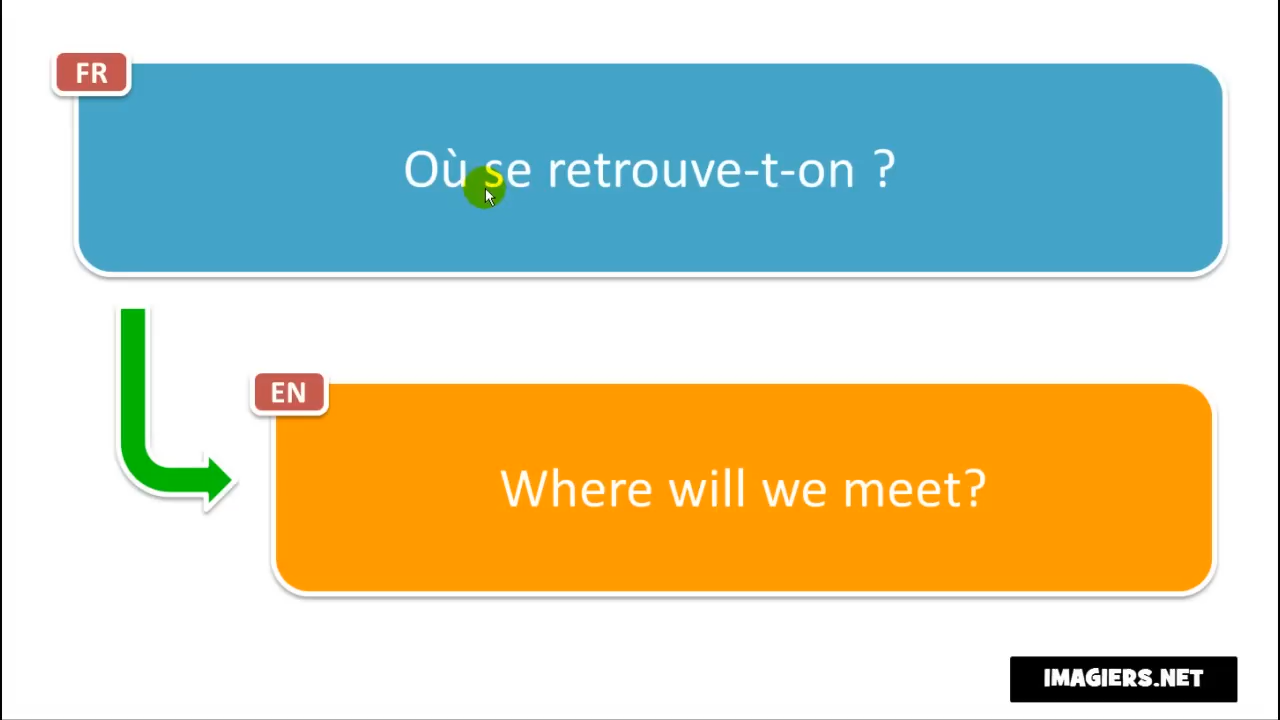 FR
Où se retrouve-t-on ?
EN
Where will we meet?
IMAGIERS.NET